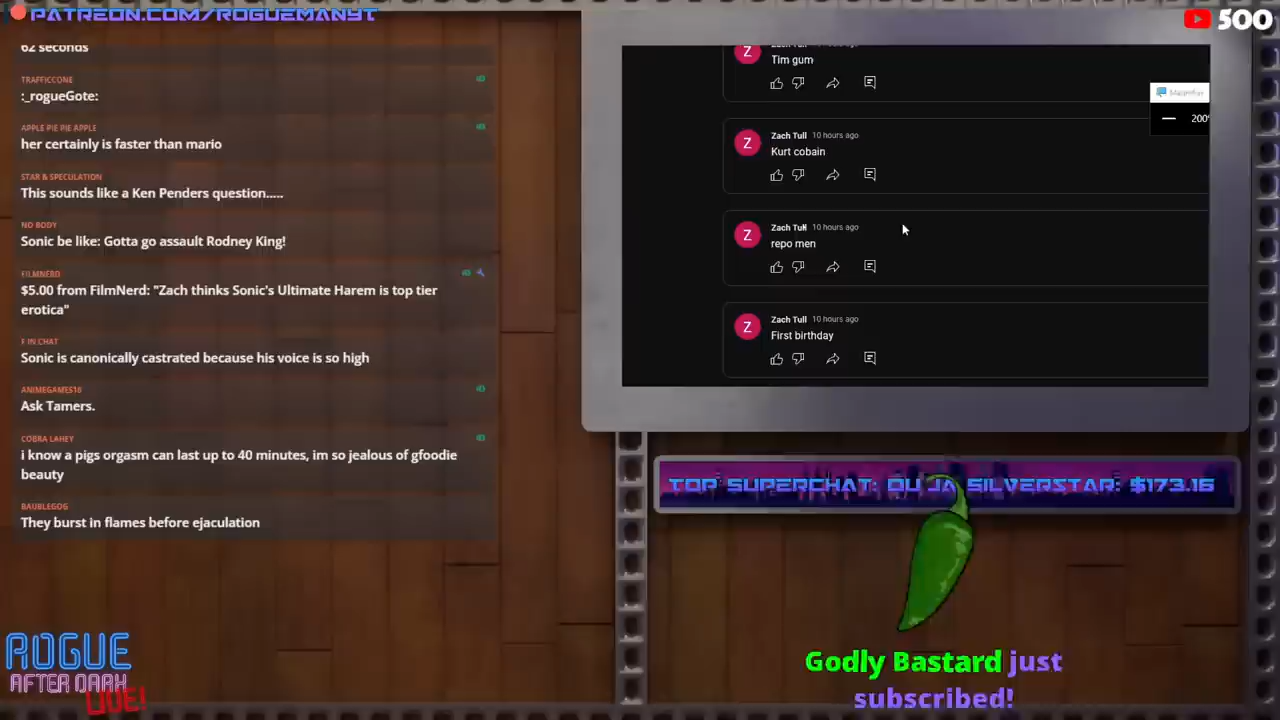 PATREON.COM/ROGUEMANYT
62 seconds
TRAFFICCONE
:_rogueGote:
APPLE PIE PIE APPLE
her certainly is faster than mario
STAR & SPECULATION
This sounds like a Ken Penders question.....
NO BODY
Sonic be like: Gotta go assault Rodney King!
FILMNERD
$5.00 from FilmNerd: "Zach thinks Sonic's Ultimate Harem is top tier
erotica"
F IN CHAT
Sonic is canonically castrated because his voice is so high
ANIMEGAMES18
Ask Tamers.
COBRA LAHEY
i know a pigs orgasm can last up to 40 minutes, im so jealous of gfoodie
beauty
BAUBLEGOG
They burst in flames before ejaculation
ROGUE
AFTER DARK
LIVE!
500
Z
Tim gum
Magnifier
200
Z
Zach Tull 10 hours ago
Kurt cobain
Z
Zach Tull 10 hours ago
repo men
Z
Zach Tull 10 hours ago
First birthday
TOP SUPERCHAT: OUIJA SILVERSTAR: $173.16
Godly Bastard just
subscribed!